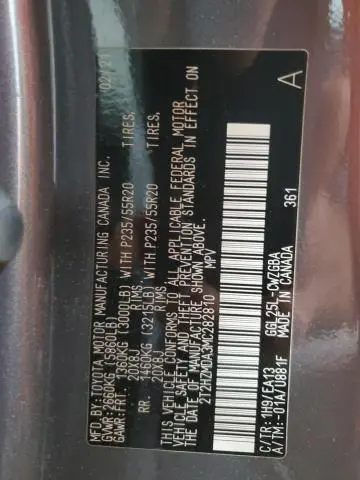 MFD. BY: TOYOTA MOTOR MANUFACTURING CANADA INC. 02/21
GVWR: 2660KG (5860LB)
GAWR: FRT. 1360KG (3000LB) WITH P235/55R20 TIRES,
20X8J RIMS,
RR. 1460KG (3215LB) WITH P235/55R20 TIRES,
20X8J RIMS,
THIS VEHICLE CONFORMS TO ALL APPLICABLE FEDERAL MOTOR
VEHICLE SAFETY, BUMPER, AND THEFT PREVENTION STANDARDS IN EFFECT ON
THE DATE OF MANUFACTURE SHOWN ABOVE.
2T2HZMDA3MC282810 MPV
A
C/TR: 1H9/EA13 GGL25L-CWZGBA
A/TM: -01A/U881F MADE IN CANADA 361